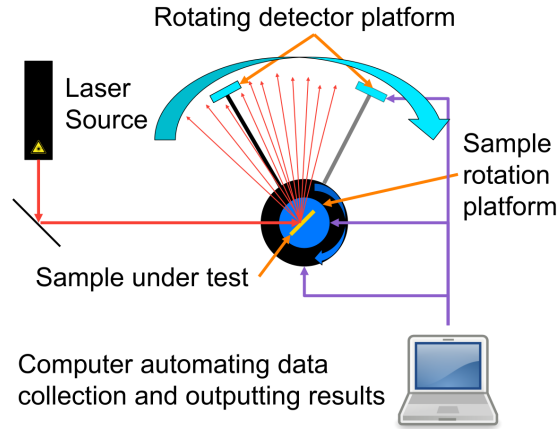 Rotating detector platform
Laser
Source
Sample
rotation
platform
Sample under test
Computer automating data
collection and outputting results